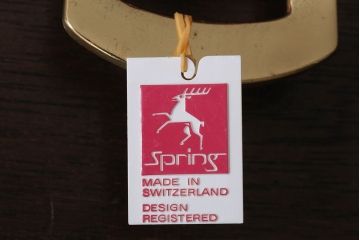 Spring
MADE IN
SWITZERLAND
DESIGN
REGISTERED